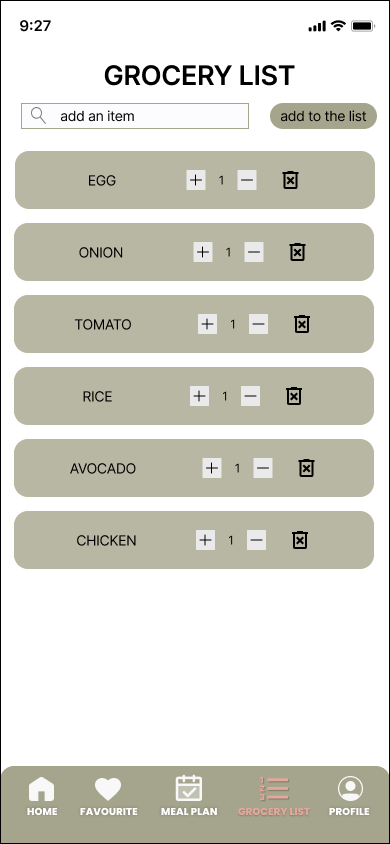 9:27
GROCERY LIST
add an item
add to the list
EGG 1
ONION 1
TOMATO 1
RICE 1
AVOCADO 1
CHICKEN 1
HOME FAVOURITE MEAL PLAN GROCERY LIST PROFILE